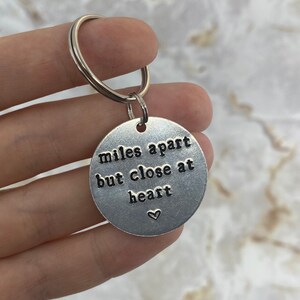 miles apart
but close at
heart
♡